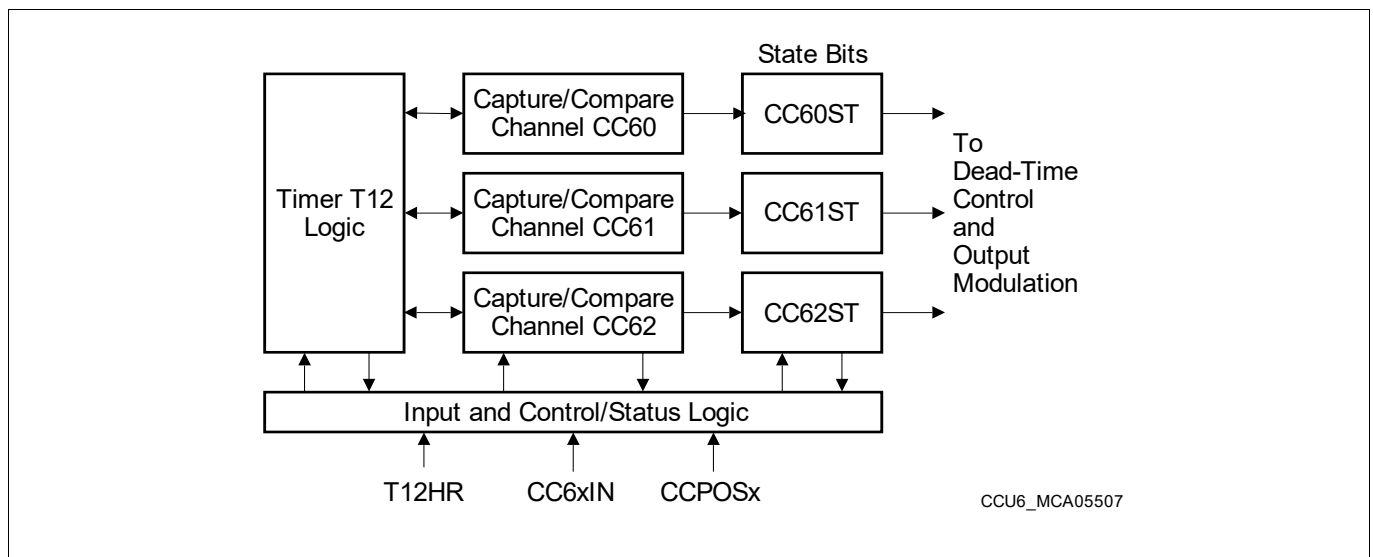 State Bits
Capture/Compare
Channel CC60
CC60ST
Timer T12
Logic
Capture/Compare
Channel CC61
CC61ST
Capture/Compare
Channel CC62
CC62ST
To
Dead-Time
Control
and
Output
Modulation
Input and Control/Status Logic
T12HR
CC6xIN
CCPOSx
CCU6_MCA05507